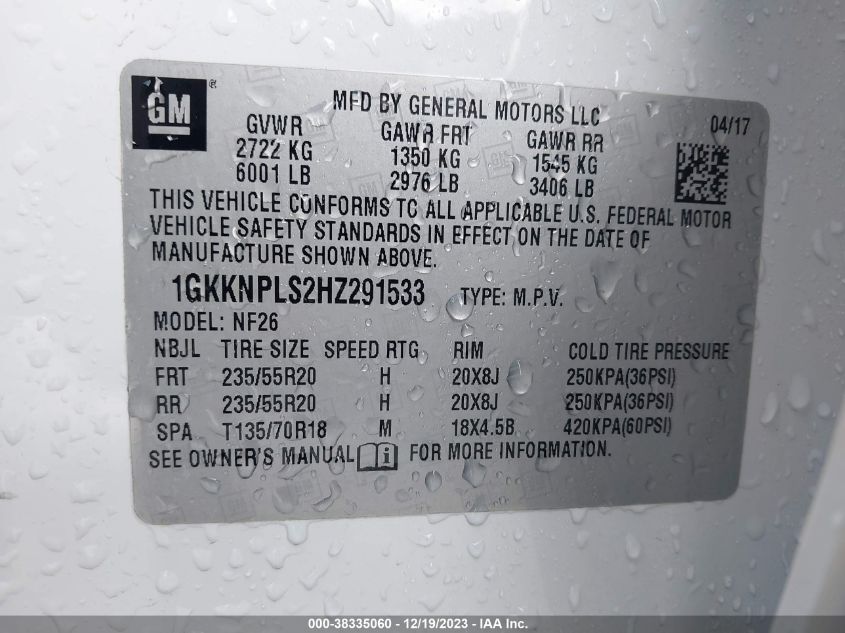 GM ®
MFD BY GENERAL MOTORS LLC
04/17
GVWR GAWR FRT GAWR RR
2722 KG 1350 KG 1545 KG
6001 LB 2976 LB 3406 LB
THIS VEHICLE CONFORMS TO ALL APPLICABLE U.S. FEDERAL MOTOR
VEHICLE SAFETY STANDARDS IN EFFECT ON THE DATE OF
MANUFACTURE SHOWN ABOVE.
1GKKNPLS2HZ291533 TYPE: M.P.V.
MODEL: NF26
NBJL TIRE SIZE SPEED RTG RIM COLD TIRE PRESSURE
FRT 235/55R20 H 20X8J 250KPA(36PSI)
RR 235/55R20 H 20X8J 250KPA(36PSI)
SPA T135/70R18 M 18X4.5B 420KPA(60PSI)
SEE OWNER'S MANUAL i FOR MORE INFORMATION.
000-38335060 - 12/19/2023 - IAA Inc.